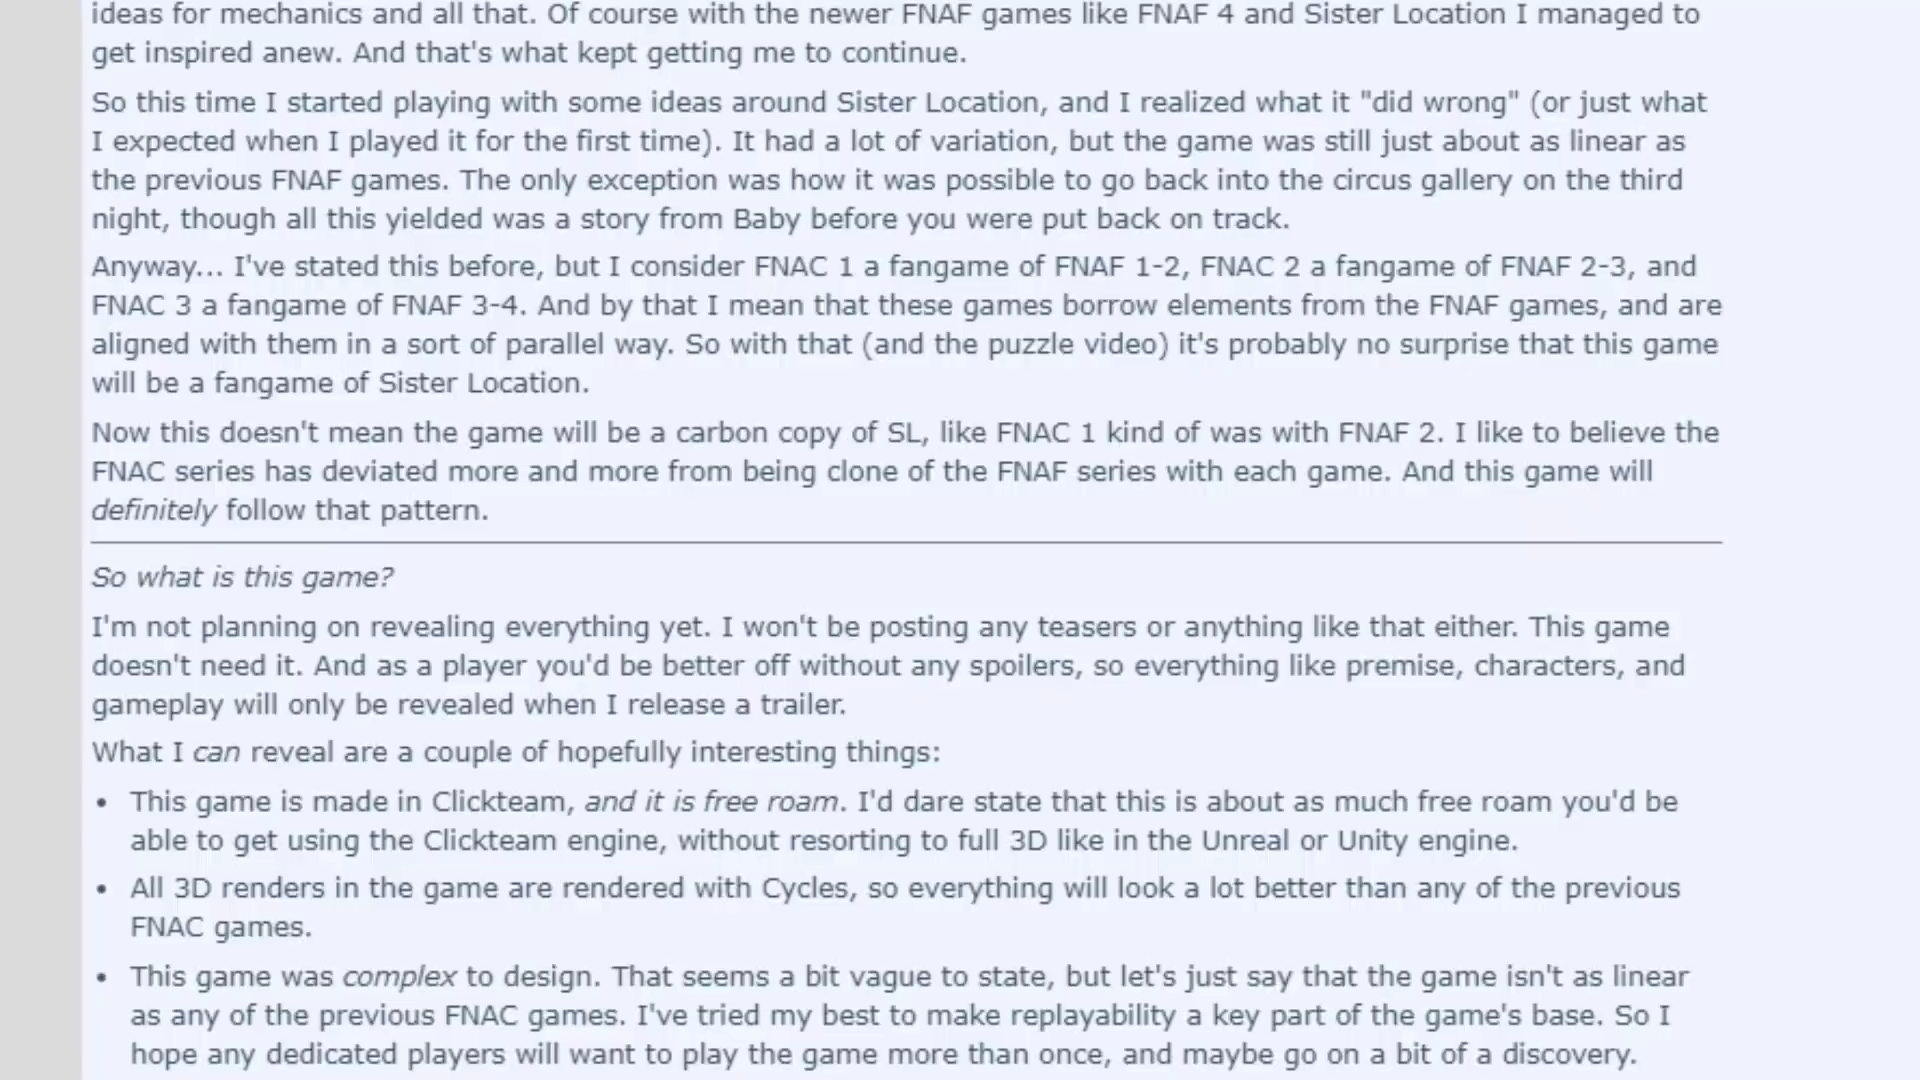 ideas for mechanics and all that. Of course with the newer FNAF games like FNAF 4 and Sister Location I managed to
get inspired anew. And that's what kept getting me to continue.
So this time I started playing with some ideas around Sister Location, and I realized what it "did wrong" (or just what
I expected when I played it for the first time). It had a lot of variation, but the game was still just about as linear as
the previous FNAF games. The only exception was how it was possible to go back into the circus gallery on the third
night, though all this yielded was a story from Baby before you were put back on track.
Anyway... I've stated this before, but I consider FNAC 1 a fangame of FNAF 1-2, FNAC 2 a fangame of FNAF 2-3, and
FNAC 3 a fangame of FNAF 3-4. And by that I mean that these games borrow elements from the FNAF games, and are
aligned with them in a sort of parallel way. So with that (and the puzzle video) it's probably no surprise that this game
will be a fangame of Sister Location.
Now this doesn't mean the game will be a carbon copy of SL, like FNAC 1 kind of was with FNAF 2. I like to believe the
FNAC series has deviated more and more from being clone of the FNAF series with each game. And this game will
definitely follow that pattern.
So what is this game?
I'm not planning on revealing everything yet. I won't be posting any teasers or anything like that either. This game
doesn't need it. And as a player you'd be better off without any spoilers, so everything like premise, characters, and
gameplay will only be revealed when I release a trailer.
What I can reveal are a couple of hopefully interesting things:
• This game is made in Clickteam, and it is free roam. I'd dare state that this is about as much free roam you'd be
able to get using the Clickteam engine, without resorting to full 3D like in the Unreal or Unity engine.
• All 3D renders in the game are rendered with Cycles, so everything will look a lot better than any of the previous
FNAC games.
• This game was complex to design. That seems a bit vague to state, but let's just say that the game isn't as linear
as any of the previous FNAC games. I've tried my best to make replayability a key part of the game's base. So I
hope any dedicated players will want to play the game more than once, and maybe go on a bit of a discovery.